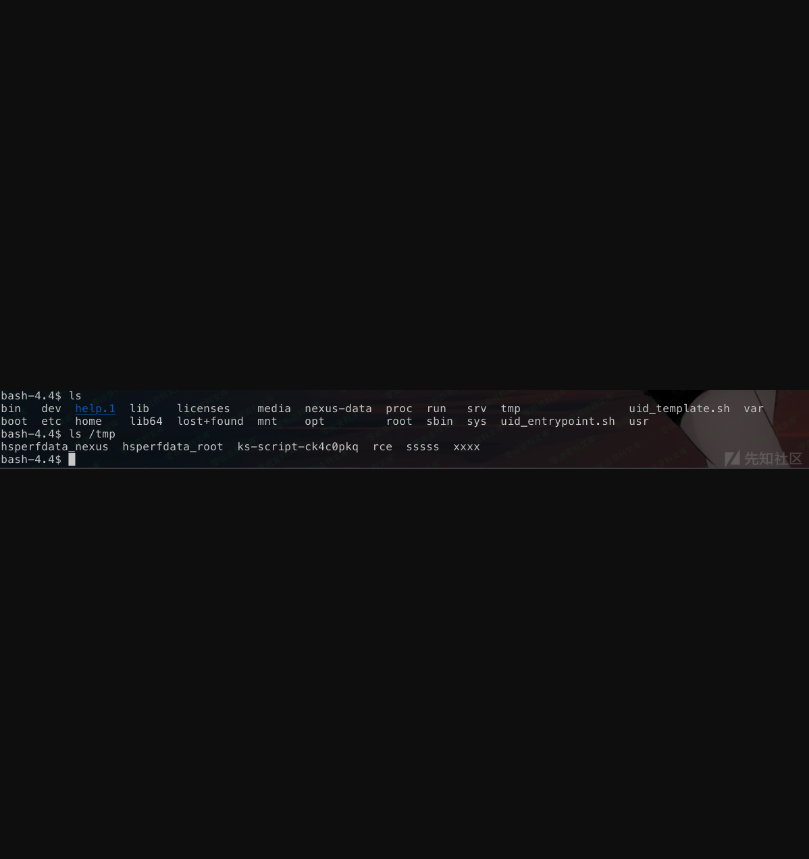 bash-4.4$ ls
bin dev help.1 lib licenses media nexus-data proc run srv tmp uid_template.sh var
boot etc home lib64 lost+found mnt opt root sbin sys uid_entrypoint.sh usr
bash-4.4$ ls /tmp
hsperfdata_nexus hsperfdata_root ks-script-ck4c0pkq rce sssss xxxx
bash-4.4$
先知社区